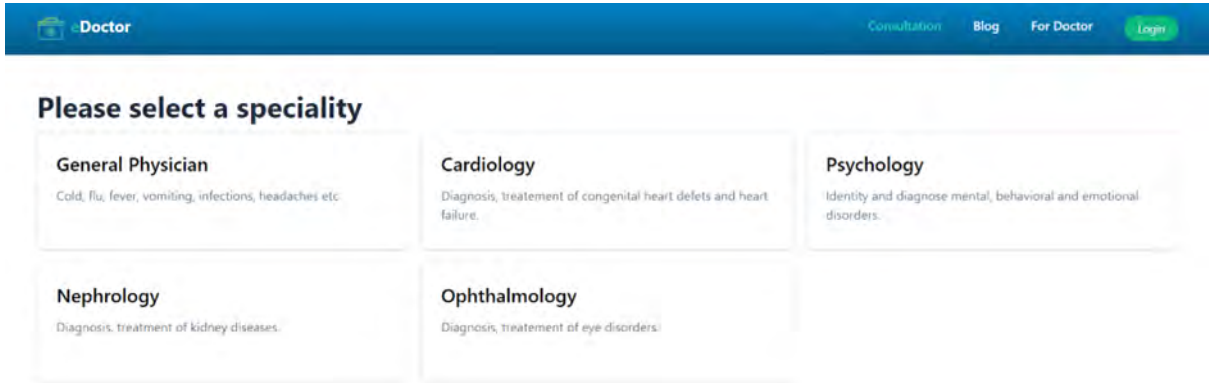 eDoctor
Consultation
Blog
For Doctor
Login
Please select a speciality
General Physician
Cold, flu, fever, vomiting, infections, headaches etc
Cardiology
Diagnosis, treatement of congenital heart defets and heart
failure.
Psychology
Identity and diagnose mental, behavioral and emotional
disorders.
Nephrology
Diagnosis, treatment of kidney diseases.
Ophthalmology
Diagnosis, treatement of eye disorders.